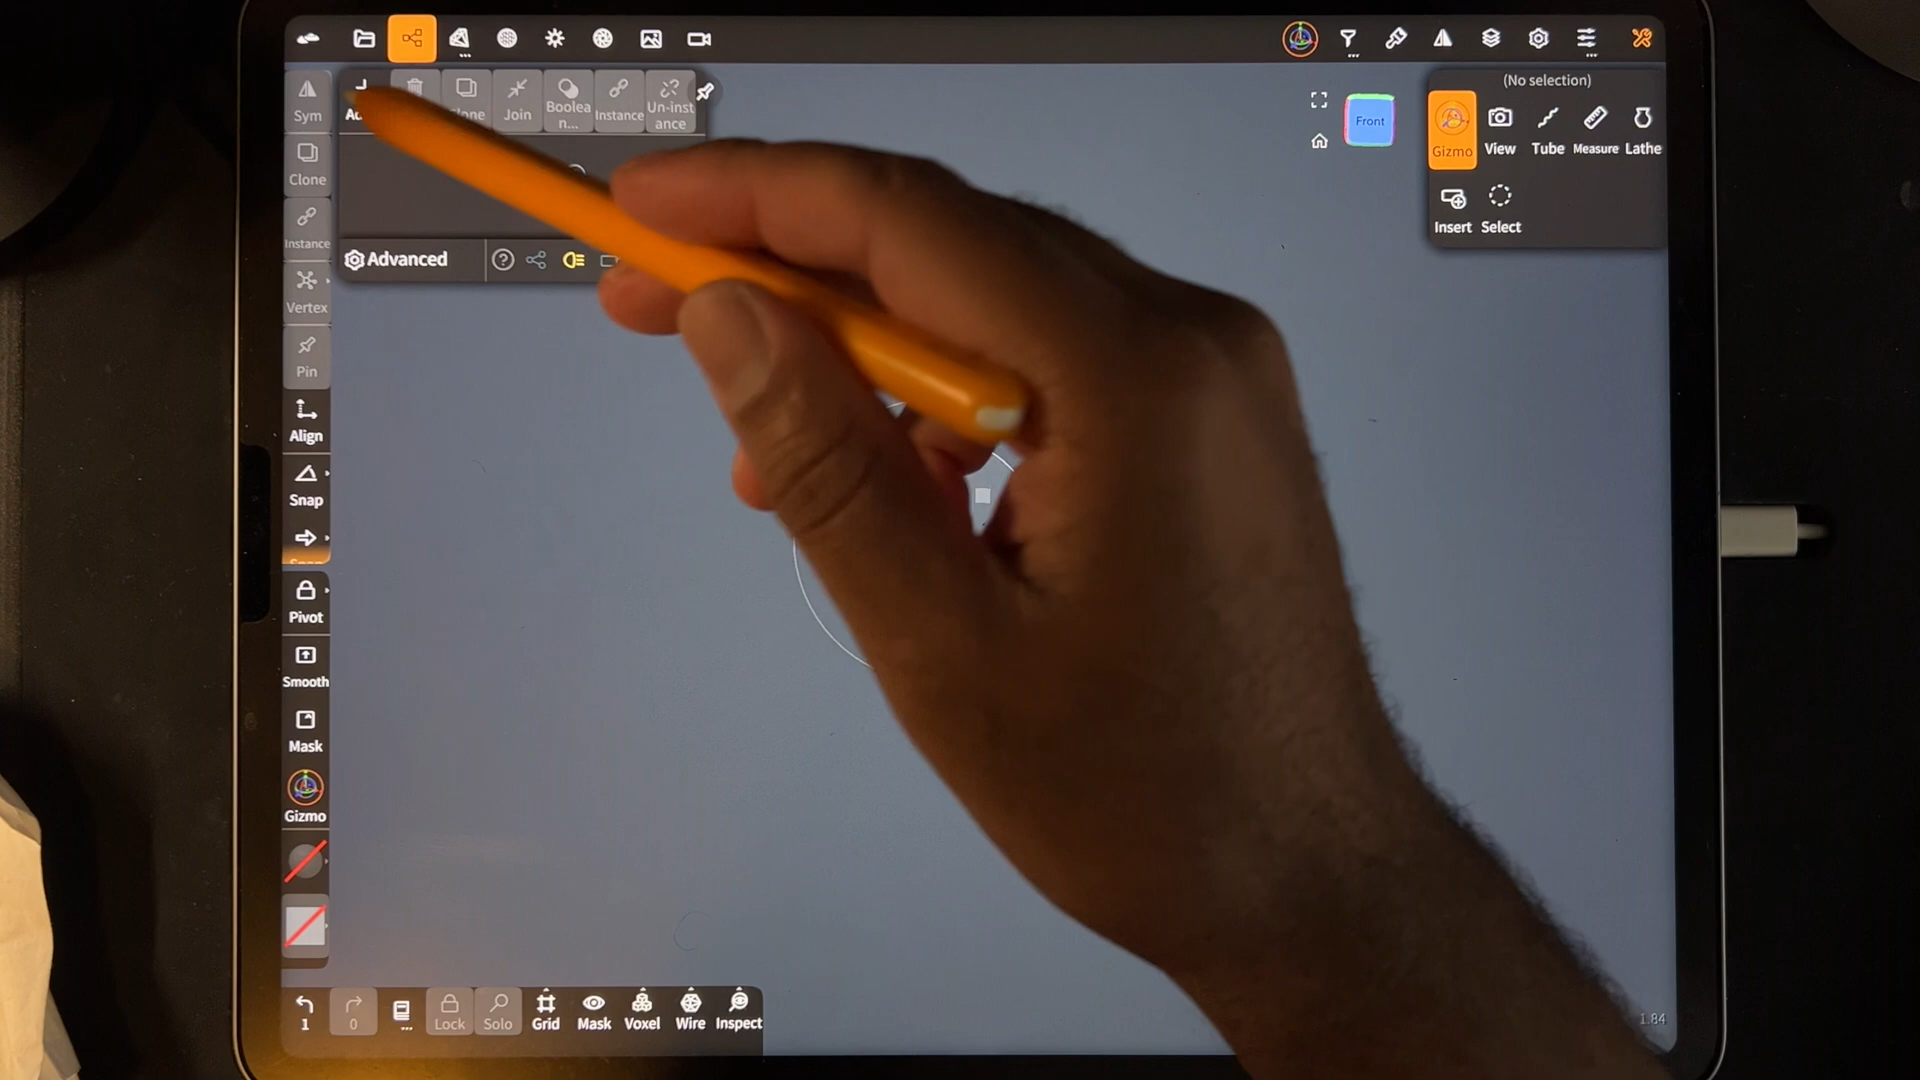 (No selection)
Sym
Join
Boolea
n...
Instance
Un-inst
ance
Front
Gizmo
View
Tube
Measure
Lathe
Clone
Insert
Select
Instance
Advanced
Vertex
Pin
Align
Snap
Pivot
Smooth
Mask
Gizmo
1
0
Lock
Solo
Grid
Mask
Voxel
Wire
Inspect
1.84